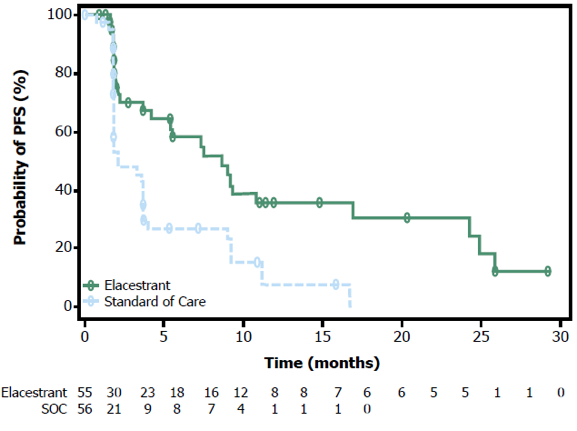 Probability of PFS (%)
100
80
60
40
20
0
Elacestrant
Standard of Care
0 5 10 15 20 25 30
Time (months)
Elacestrant 55 30 23 18 16 12 8 8 7 6 6 5 5 1 1 0
SOC 56 21 9 8 7 4 1 1 1 0